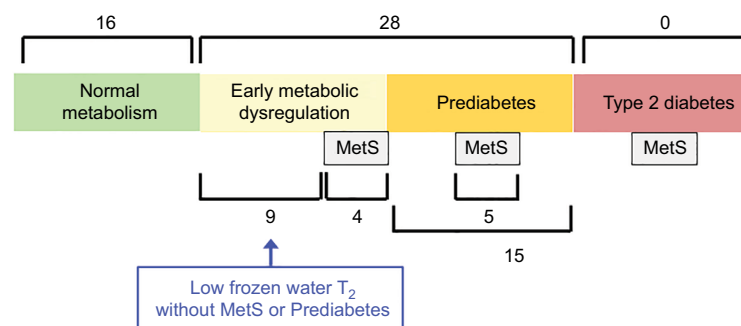 16 28 0
Normal metabolism
Early metabolic dysregulation
Prediabetes
Type 2 diabetes
MetS MetS MetS
9 4 5
15
Low frozen water T₂
without MetS or Prediabetes